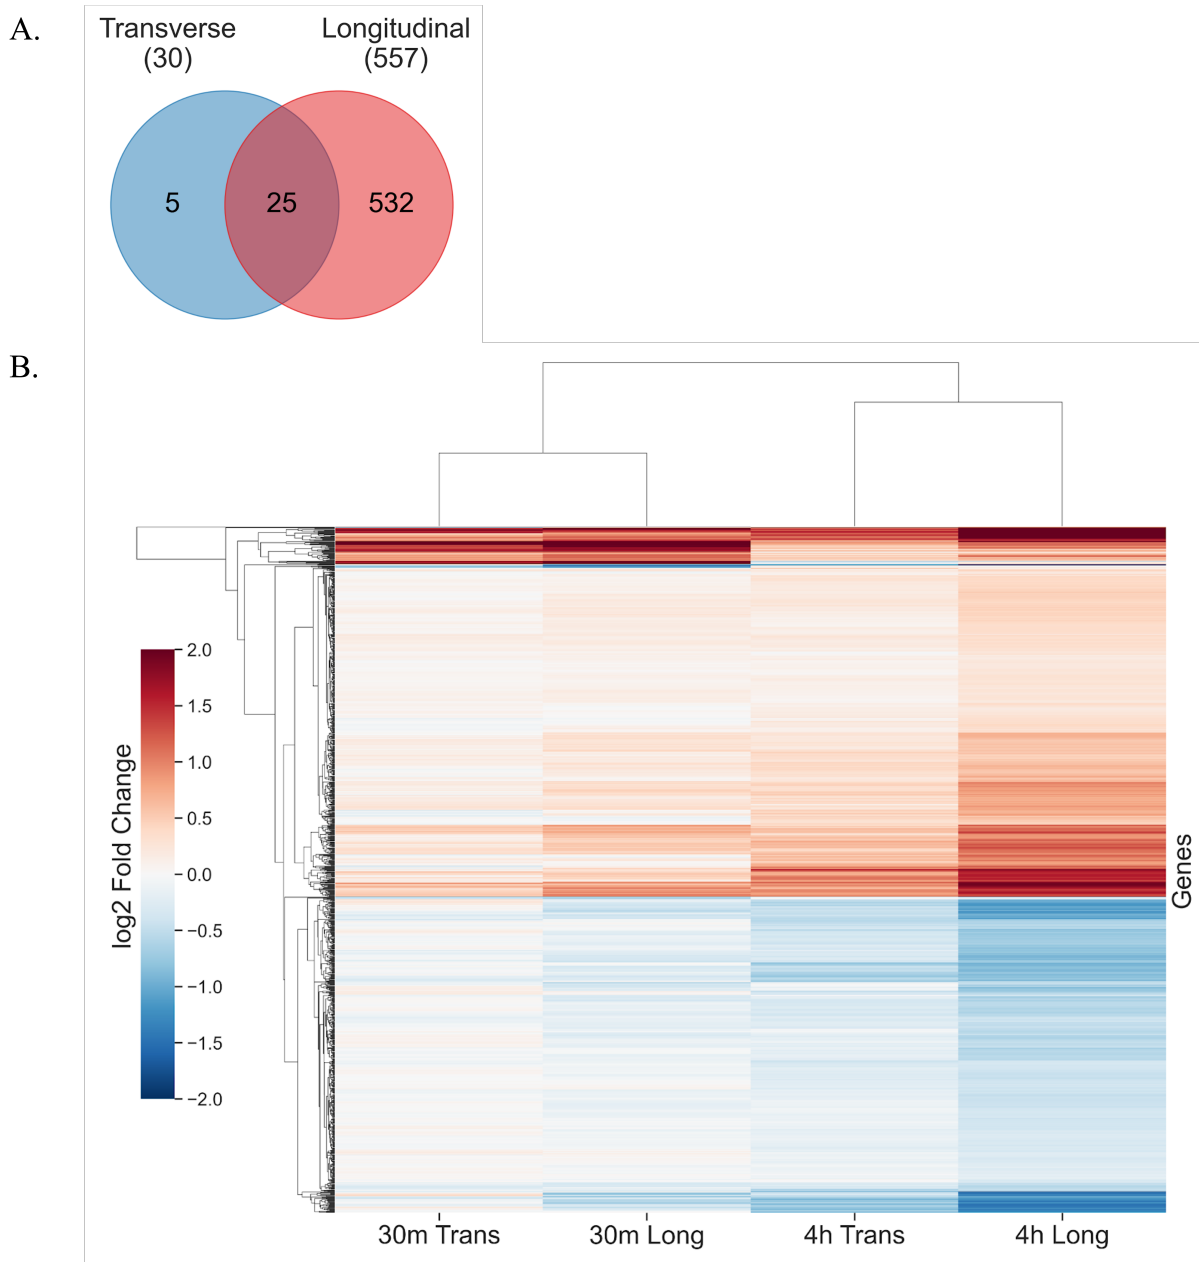 A.
Transverse
(30)
Longitudinal
(557)
5
25
532
B.
log2 Fold Change
2.0
1.5
1.0
0.5
0.0
−0.5
−1.0
−1.5
−2.0
Genes
30m Trans
30m Long
4h Trans
4h Long